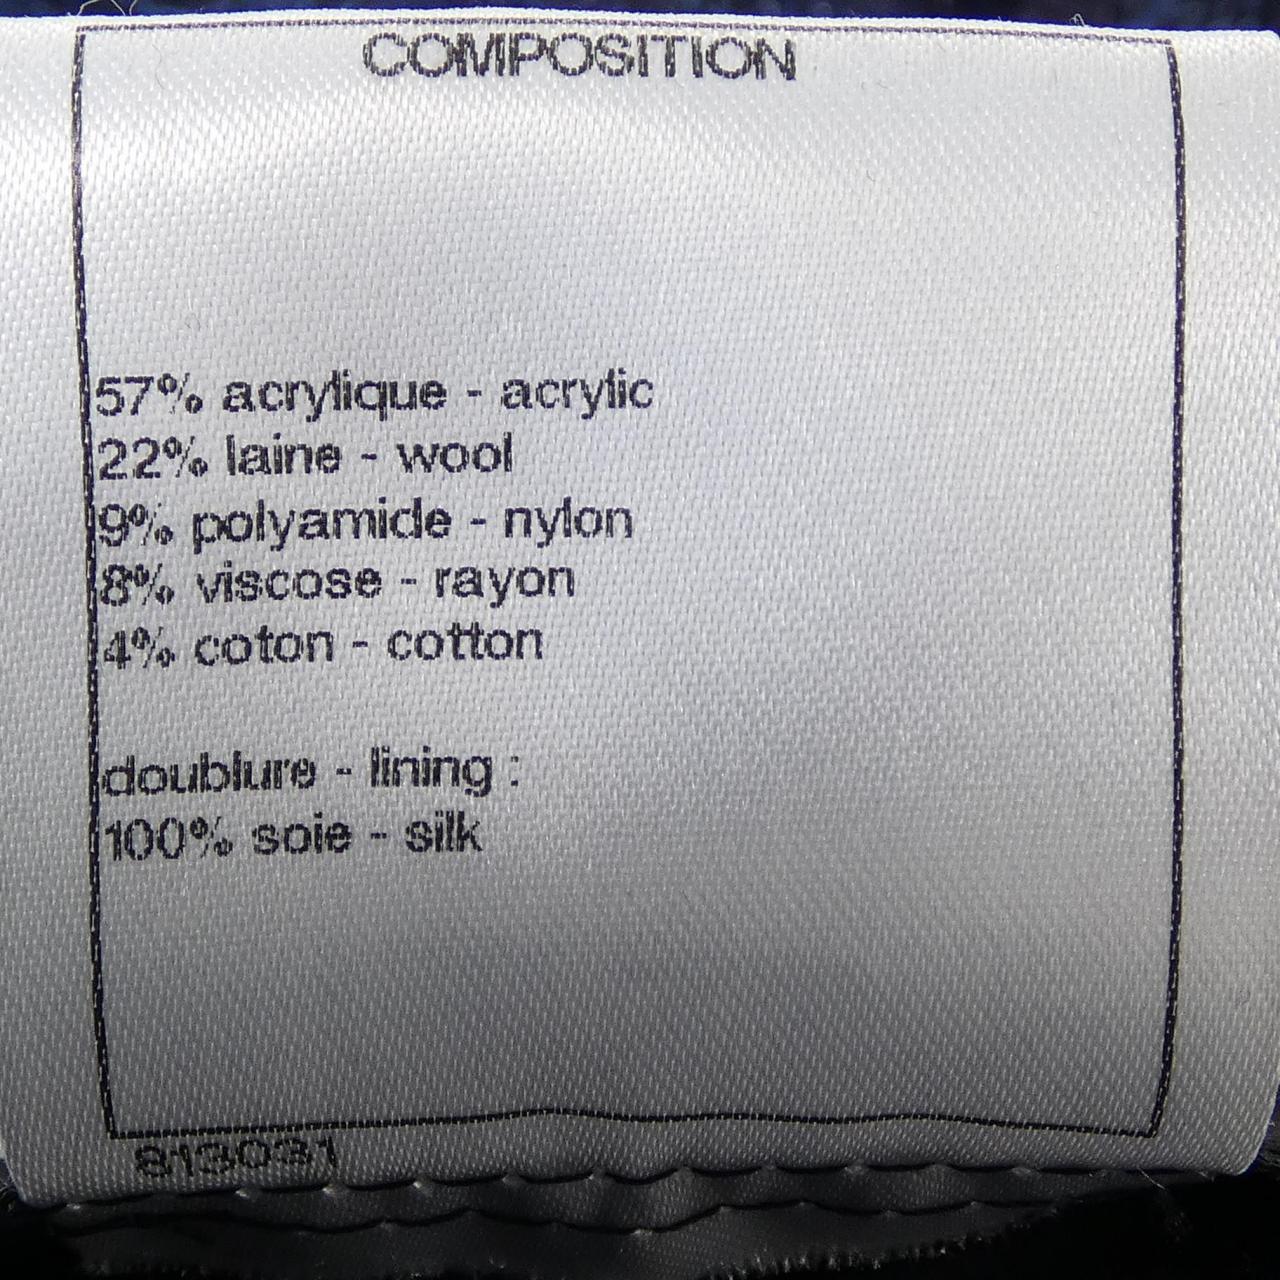 COMPOSITION
57% acrylique - acrylic
22% laine - wool
9% polyamide - nylon
8% viscose - rayon
4% coton - cotton
doublure - lining :
100% soie - silk
813031